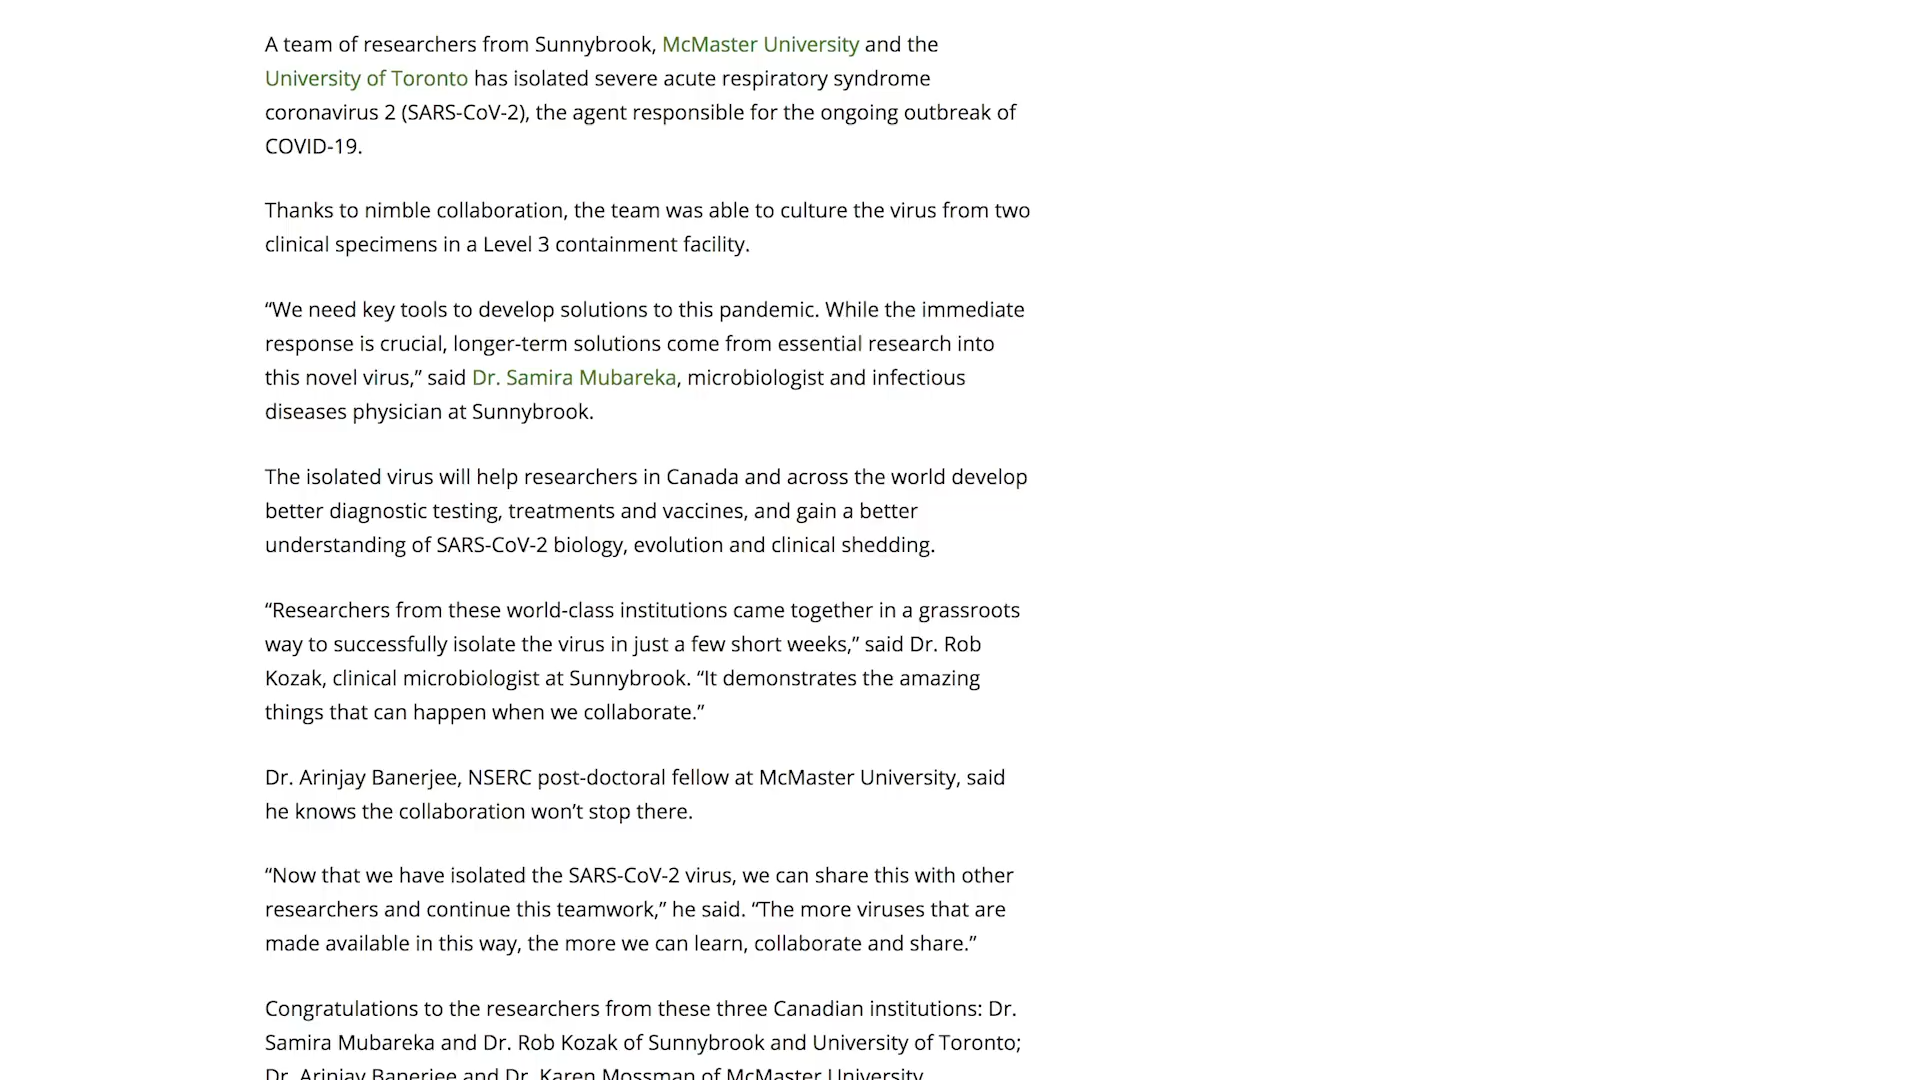 A team of researchers from Sunnybrook, McMaster University and the
University of Toronto has isolated severe acute respiratory syndrome
coronavirus 2 (SARS-CoV-2), the agent responsible for the ongoing outbreak of
COVID-19.
Thanks to nimble collaboration, the team was able to culture the virus from two
clinical specimens in a Level 3 containment facility.
“We need key tools to develop solutions to this pandemic. While the immediate
response is crucial, longer-term solutions come from essential research into
this novel virus,” said Dr. Samira Mubareka, microbiologist and infectious
diseases physician at Sunnybrook.
The isolated virus will help researchers in Canada and across the world develop
better diagnostic testing, treatments and vaccines, and gain a better
understanding of SARS-CoV-2 biology, evolution and clinical shedding.
“Researchers from these world-class institutions came together in a grassroots
way to successfully isolate the virus in just a few short weeks,” said Dr. Rob
Kozak, clinical microbiologist at Sunnybrook. “It demonstrates the amazing
things that can happen when we collaborate.”
Dr. Arinjay Banerjee, NSERC post-doctoral fellow at McMaster University, said
he knows the collaboration won’t stop there.
“Now that we have isolated the SARS-CoV-2 virus, we can share this with other
researchers and continue this teamwork,” he said. “The more viruses that are
made available in this way, the more we can learn, collaborate and share.”
Congratulations to the researchers from these three Canadian institutions: Dr.
Samira Mubareka and Dr. Rob Kozak of Sunnybrook and University of Toronto;
Dr. Arinjay Banerjee and Dr. Karen Mossman of McMaster University.